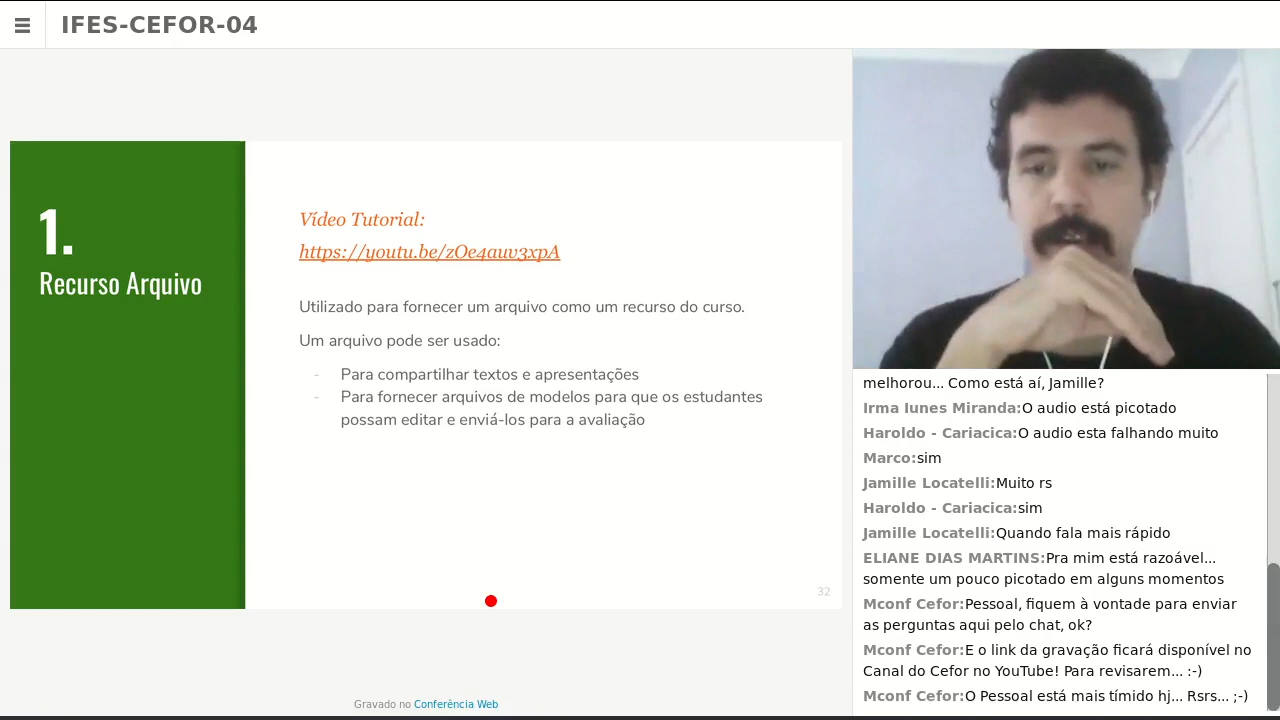 IFES-CEFOR-04
1.
Recurso Arquivo
Vídeo Tutorial:
https://youtu.be/zOe4auv3xpA
Utilizado para fornecer um arquivo como um recurso do curso.
Um arquivo pode ser usado:
- Para compartilhar textos e apresentações
- Para fornecer arquivos de modelos para que os estudantes
possam editar e enviá-los para a avaliação
32
Gravado no Conferência Web
melhorou... Como está aí, Jamille?
Irma Iunes Miranda:O audio está picotado
Haroldo - Cariacica:O audio esta falhando muito
Marco:sim
Jamille Locatelli:Muito rs
Haroldo - Cariacica:sim
Jamille Locatelli:Quando fala mais rápido
ELIANE DIAS MARTINS:Pra mim está razoável...
somente um pouco picotado em alguns momentos
Mconf Cefor:Pessoal, fiquem à vontade para enviar
as perguntas aqui pelo chat, ok?
Mconf Cefor:E o link da gravação ficará disponível no
Canal do Cefor no YouTube! Para revisarem... :-)
Mconf Cefor:O Pessoal está mais tímido hj... Rsrs... ;-)